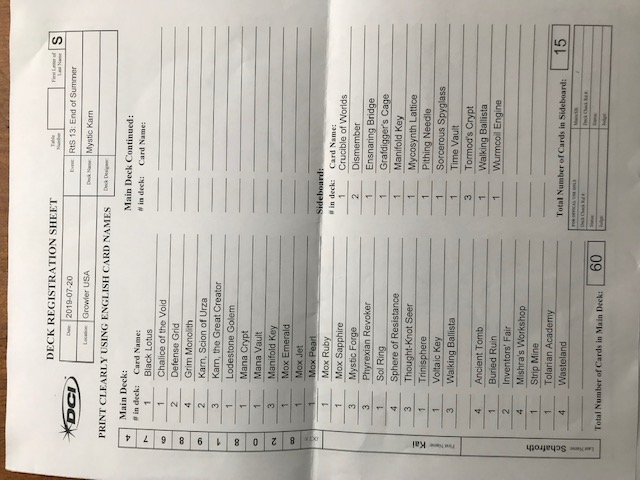 DECK REGISTRATION SHEET
DCI
Table Number
First Letter of Last Name S
Date: 2019-07-20
Event: RtS 13: End of Summer
Location: Growler USA
Deck Name: Mystic Karn
Deck Designer:
PRINT CLEARLY USING ENGLISH CARD NAMES
Main Deck:
# in deck: Card Name:
1 Black Lotus
1 Chalice of the Void
2 Defense Grid
4 Grim Monolith
2 Karn, Scion of Urza
3 Karn, the Great Creator
1 Lodestone Golem
1 Mana Crypt
1 Mana Vault
3 Manifold Key
1 Mox Emerald
1 Mox Jet
1 Mox Pearl
1 Mox Ruby
1 Mox Sapphire
3 Mystic Forge
3 Phyrexian Revoker
1 Sol Ring
4 Sphere of Resistance
3 Thought-Knot Seer
1 Trinisphere
1 Voltaic Key
3 Walking Ballista
4 Ancient Tomb
1 Buried Ruin
2 Inventors' Fair
4 Mishra's Workshop
1 Strip Mine
1 Tolarian Academy
4 Wasteland
Total Number of Cards in Main Deck: 60
Main Deck Continued:
# in deck: Card Name:
Sideboard:
# in deck: Card Name:
1 Crucible of Worlds
2 Dismember
1 Ensnaring Bridge
1 Grafdigger's Cage
1 Manifold Key
1 Mycosynth Lattice
1 Pithing Needle
1 Sorcerous Spyglass
1 Time Vault
3 Tormod's Crypt
1 Walking Ballista
1 Wurmcoil Engine
Total Number of Cards in Sideboard: 15
FOR OFFICIAL USE ONLY
Deck Check Rd #:
Status:
Judge:
Main/SB: /
Deck Check Rd #:
Status:
Judge:
Last Name: Schafroth
First Name: Kai
8 2 0 8 1 9 8 6 7 4